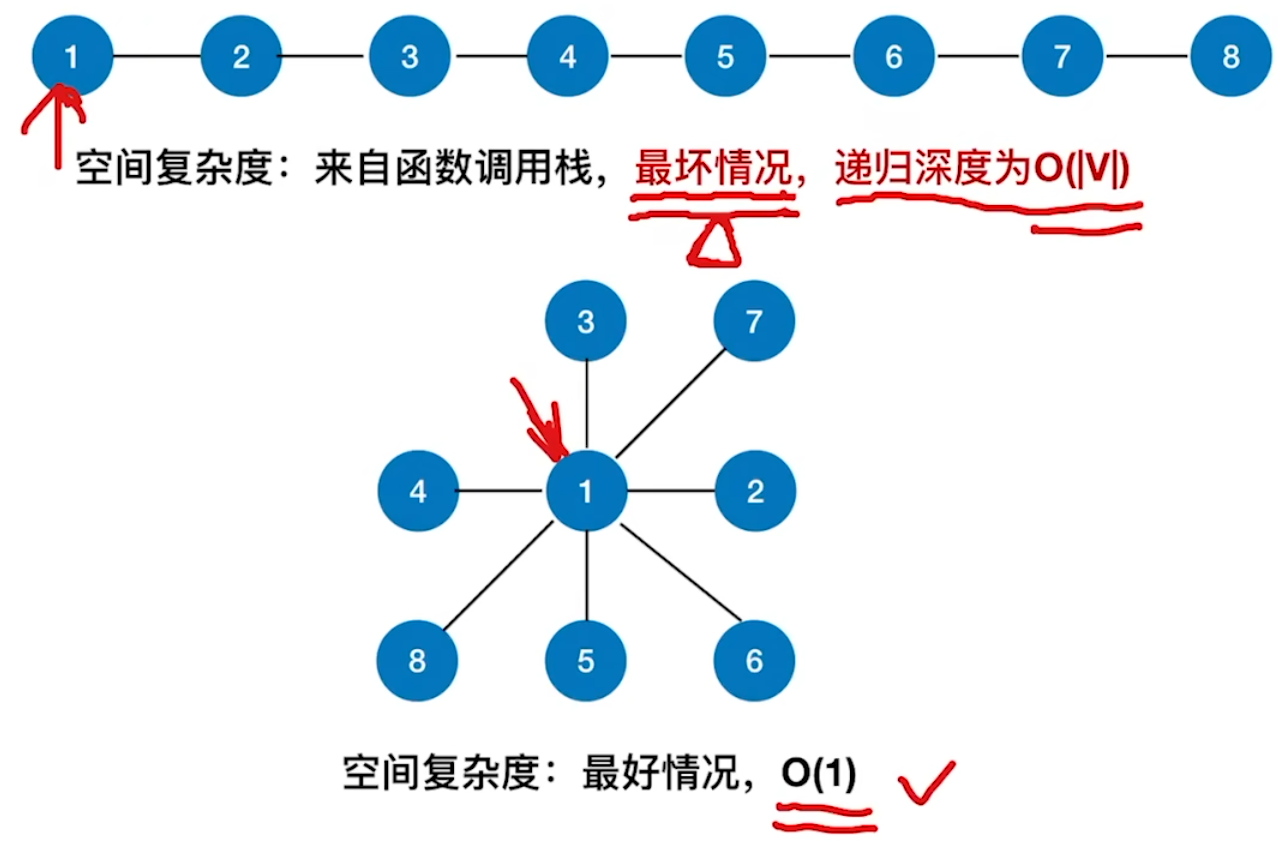 1 2 3 4 5 6 7 8
空间复杂度：来自函数调用栈，最坏情况，递归深度为O(|V|)
3 7
4 1 2
8 5 6
空间复杂度：最好情况，O(1)